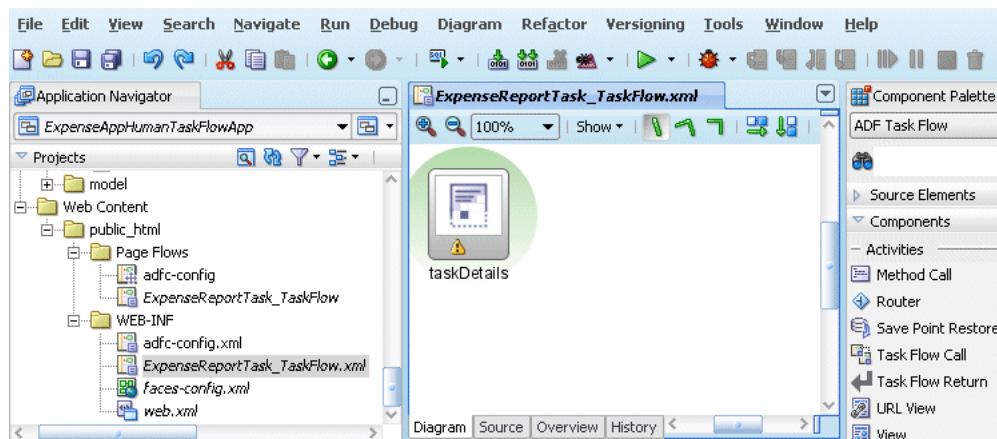 File Edit View Search Navigate Run Debug Diagram Refactor Versioning Tools Window Help
Application Navigator
ExpenseAppHumanTaskFlowApp
Projects
model
Web Content
public_html
Page Flows
adfc-config
ExpenseReportTask_TaskFlow
WEB-INF
adfc-config.xml
ExpenseReportTask_TaskFlow.xml
faces-config.xml
web.xml
ExpenseReportTask_TaskFlow.xml
100% Show
taskDetails
Diagram Source Overview History
Component Palette
ADF Task Flow
Source Elements
Components
Activities
Method Call
Router
Save Point Restore
Task Flow Call
Task Flow Return
URL View
View